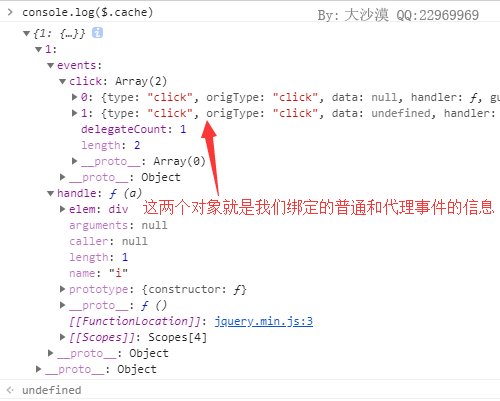 console.log($.cache)
By: 大沙漠 QQ:22969969
{1: {…}} i
1:
events:
click: Array(2)
0: {type: "click", origType: "click", data: null, handler: ƒ, gu
1: {type: "click", origType: "click", data: undefined, handler:
delegateCount: 1
length: 2
__proto__: Array(0)
__proto__: Object
handle: ƒ (a)
elem: div
这两个对象就是我们绑定的普通和代理事件的信息
arguments: null
caller: null
length: 1
name: "i"
prototype: {constructor: ƒ}
__proto__: ƒ ()
[[FunctionLocation]]: jquery.min.js:3
[[Scopes]]: Scopes[4]
__proto__: Object
__proto__: Object
undefined